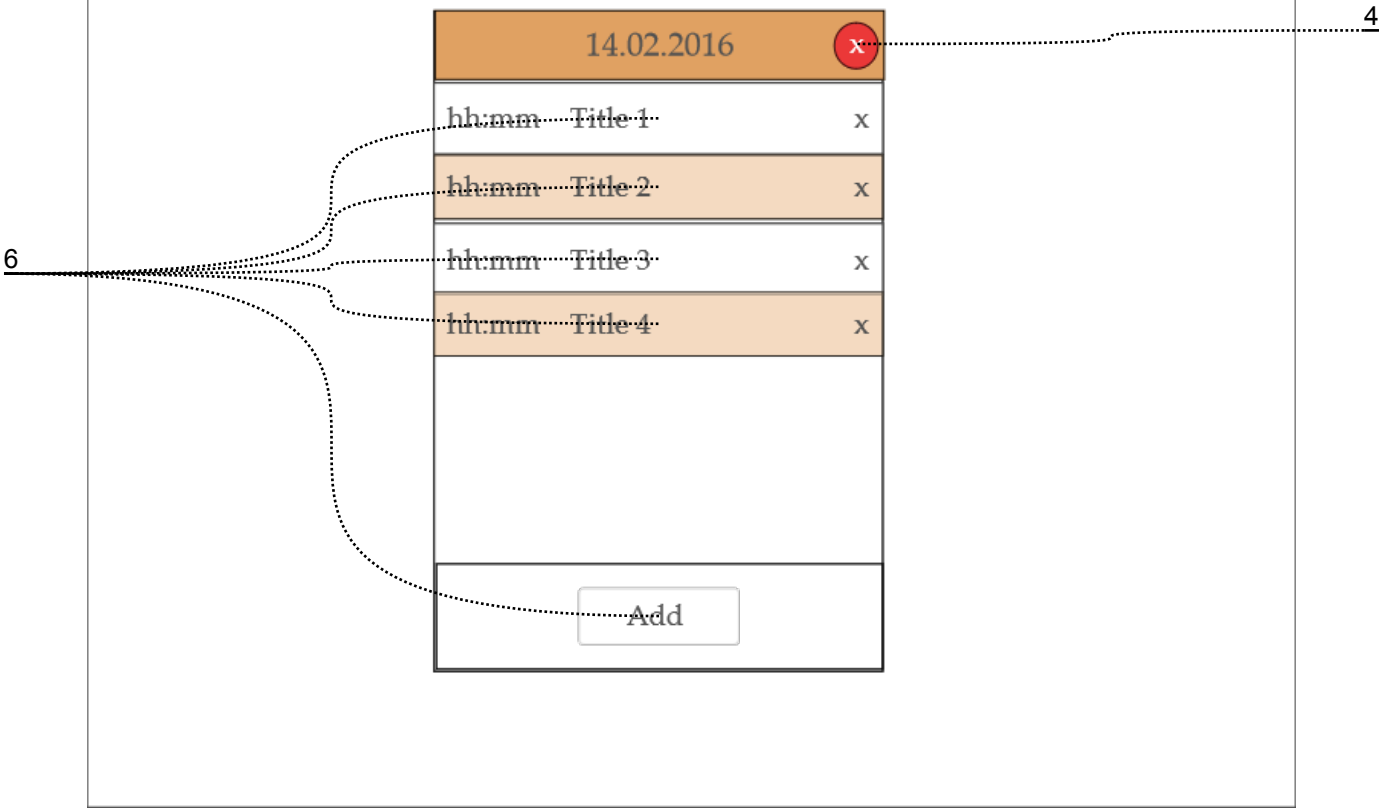 4
14.02.2016 x
hh:mm Title 1 x
hh:mm Title 2 x
6
hh:mm Title 3 x
hh:mm Title 4 x
Add